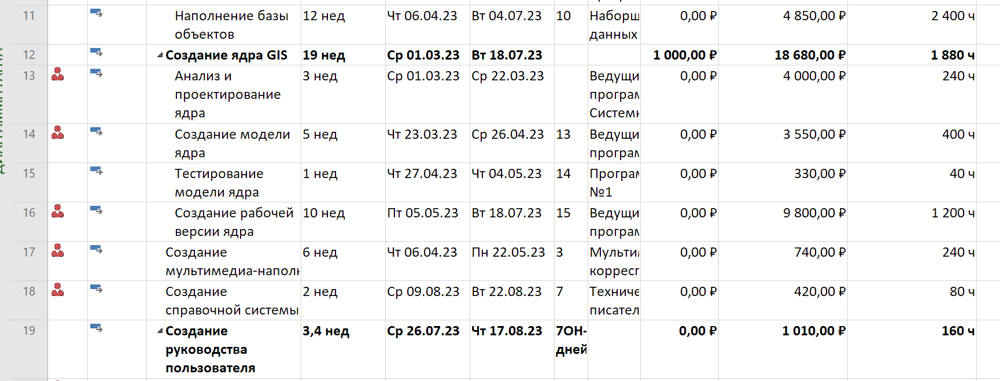 11 Наполнение базы объектов 12 нед Чт 06.04.23 Вт 04.07.23 10 Наборщ данных 0,00 ₽ 4 850,00 ₽ 2 400 ч
12 Создание ядра GIS 19 нед Ср 01.03.23 Вт 18.07.23 1 000,00 ₽ 18 680,00 ₽ 1 880 ч
13 Анализ и проектирование ядра 3 нед Ср 01.03.23 Ср 22.03.23 Ведущи програм Систем 0,00 ₽ 4 000,00 ₽ 240 ч
14 Создание модели ядра 5 нед Чт 23.03.23 Ср 26.04.23 13 Ведущи програм 0,00 ₽ 3 550,00 ₽ 400 ч
15 Тестирование модели ядра 1 нед Чт 27.04.23 Чт 04.05.23 14 Програм №1 0,00 ₽ 330,00 ₽ 40 ч
16 Создание рабочей версии ядра 10 нед Пт 05.05.23 Вт 18.07.23 15 Ведущи програм 0,00 ₽ 9 800,00 ₽ 1 200 ч
17 Создание мультимедиа-наполн 6 нед Чт 06.04.23 Пн 22.05.23 3 Мульти корресп 0,00 ₽ 740,00 ₽ 240 ч
18 Создание справочной системы 2 нед Ср 09.08.23 Вт 22.08.23 7 Техниче писател 0,00 ₽ 420,00 ₽ 80 ч
19 Создание руководства пользователя 3,4 нед Ср 26.07.23 Чт 17.08.23 7ОН- дней 0,00 ₽ 1 010,00 ₽ 160 ч